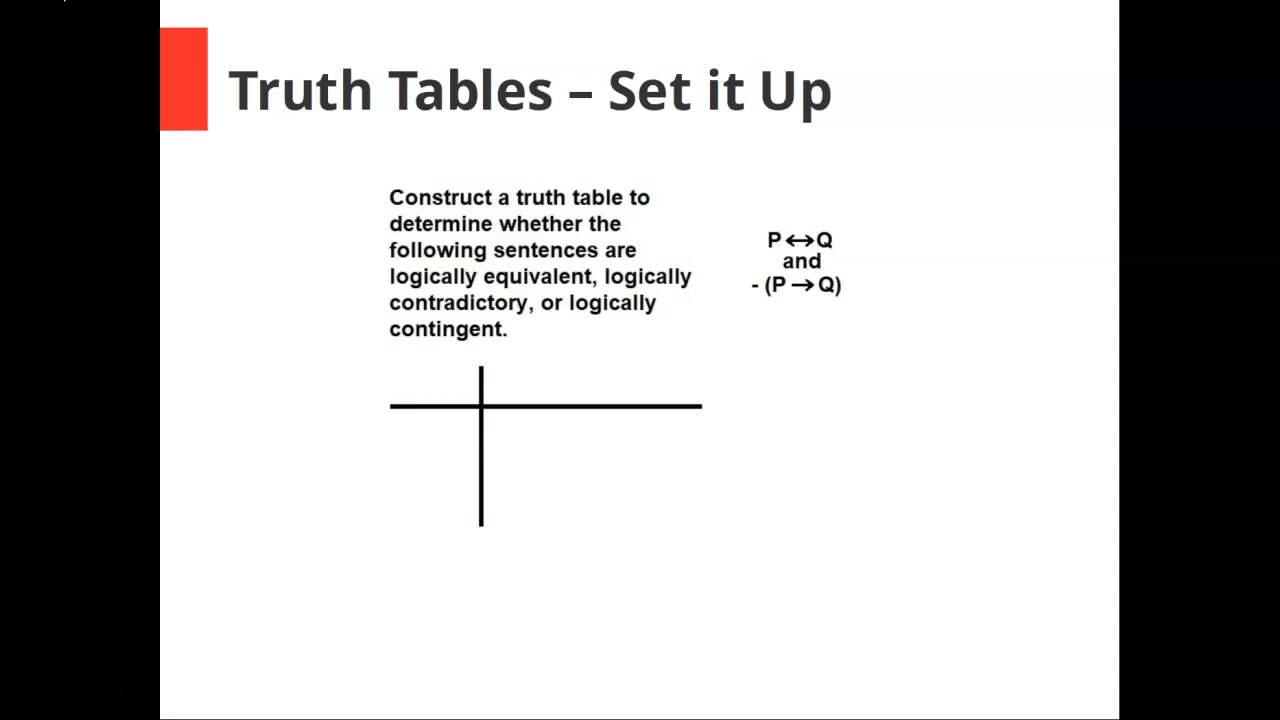 Truth Tables – Set it Up
Construct a truth table to
determine whether the
following sentences are
logically equivalent, logically
contradictory, or logically
contingent.
P ↔ Q
and
- (P → Q)